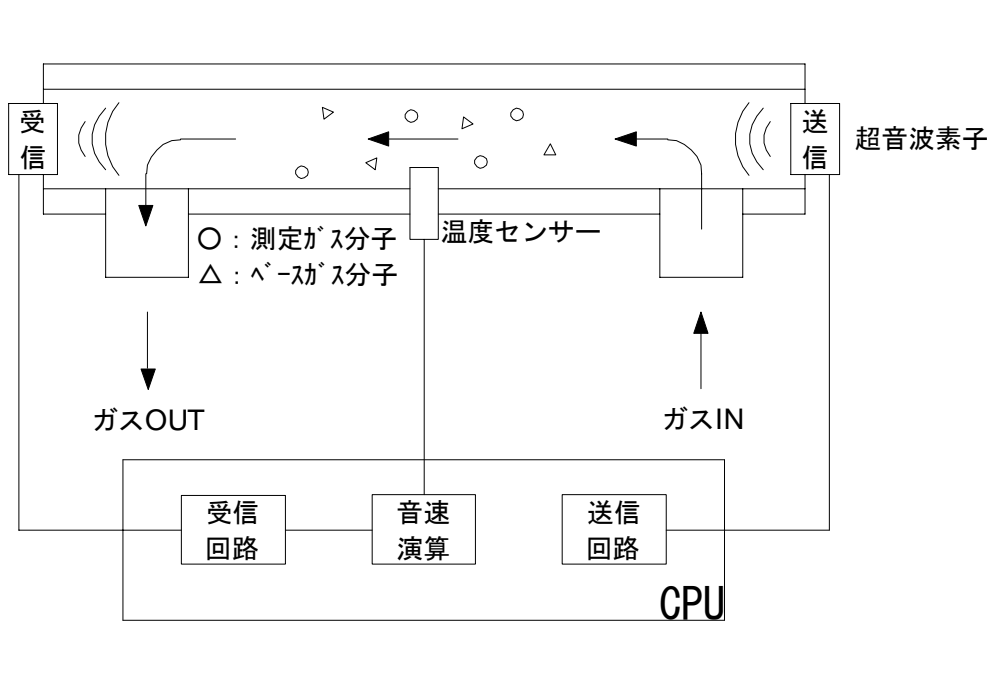 受
信
送
信
超音波素子
温度センサー
○：測定ｶﾞｽ分子
△：ﾍﾞｰｽｶﾞｽ分子
ガスOUT
ガスIN
受信
回路
音速
演算
送信
回路
CPU